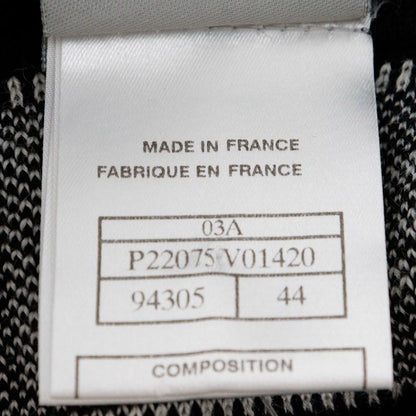 MADE IN FRANCE
FABRIQUE EN FRANCE
03A
P22075 V01420
94305 44
COMPOSITION